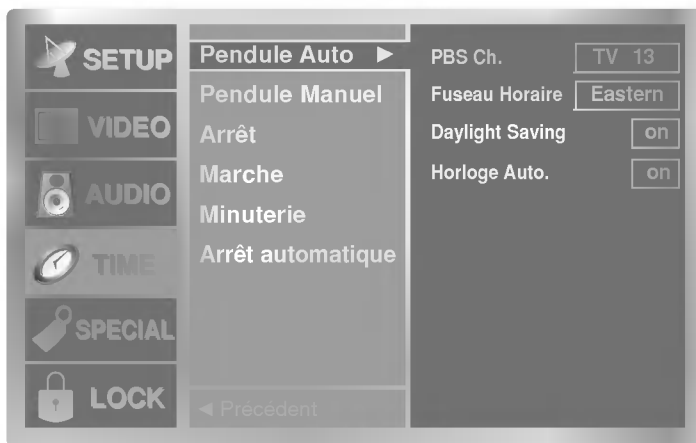 SETUP
VIDEO
AUDIO
TIME
SPECIAL
LOCK
Pendule Auto ►
Pendule Manuel
Arrêt
Marche
Minuterie
Arrêt automatique
◄ Précédent
PBS Ch. TV 13
Fuseau Horaire Eastern
Daylight Saving on
Horloge Auto. on